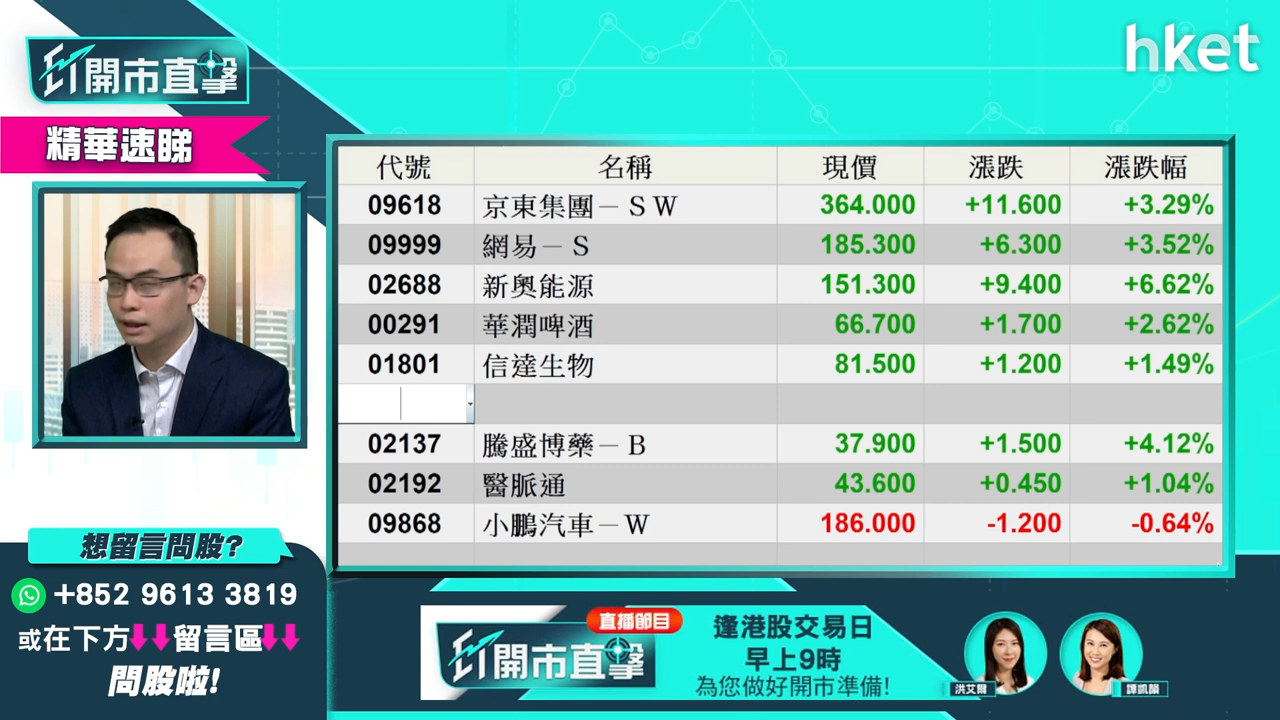 hket
ET開市直擊
精華速睇
代號 名稱 現價 漲跌 漲跌幅
09618 京東集團－ＳＷ 364.000 +11.600 +3.29%
09999 網易－Ｓ 185.300 +6.300 +3.52%
02688 新奧能源 151.300 +9.400 +6.62%
00291 華潤啤酒 66.700 +1.700 +2.62%
01801 信達生物 81.500 +1.200 +1.49%
02137 騰盛博藥－Ｂ 37.900 +1.500 +4.12%
02192 醫脈通 43.600 +0.450 +1.04%
09868 小鵬汽車－Ｗ 186.000 -1.200 -0.64%
想留言問股?
+852 9613 3819
或在下方留言區
問股啦!
直播節目
ET開市直擊
逢港股交易日
早上9時
為您做好開市準備!
洪艾爾
譚凱開